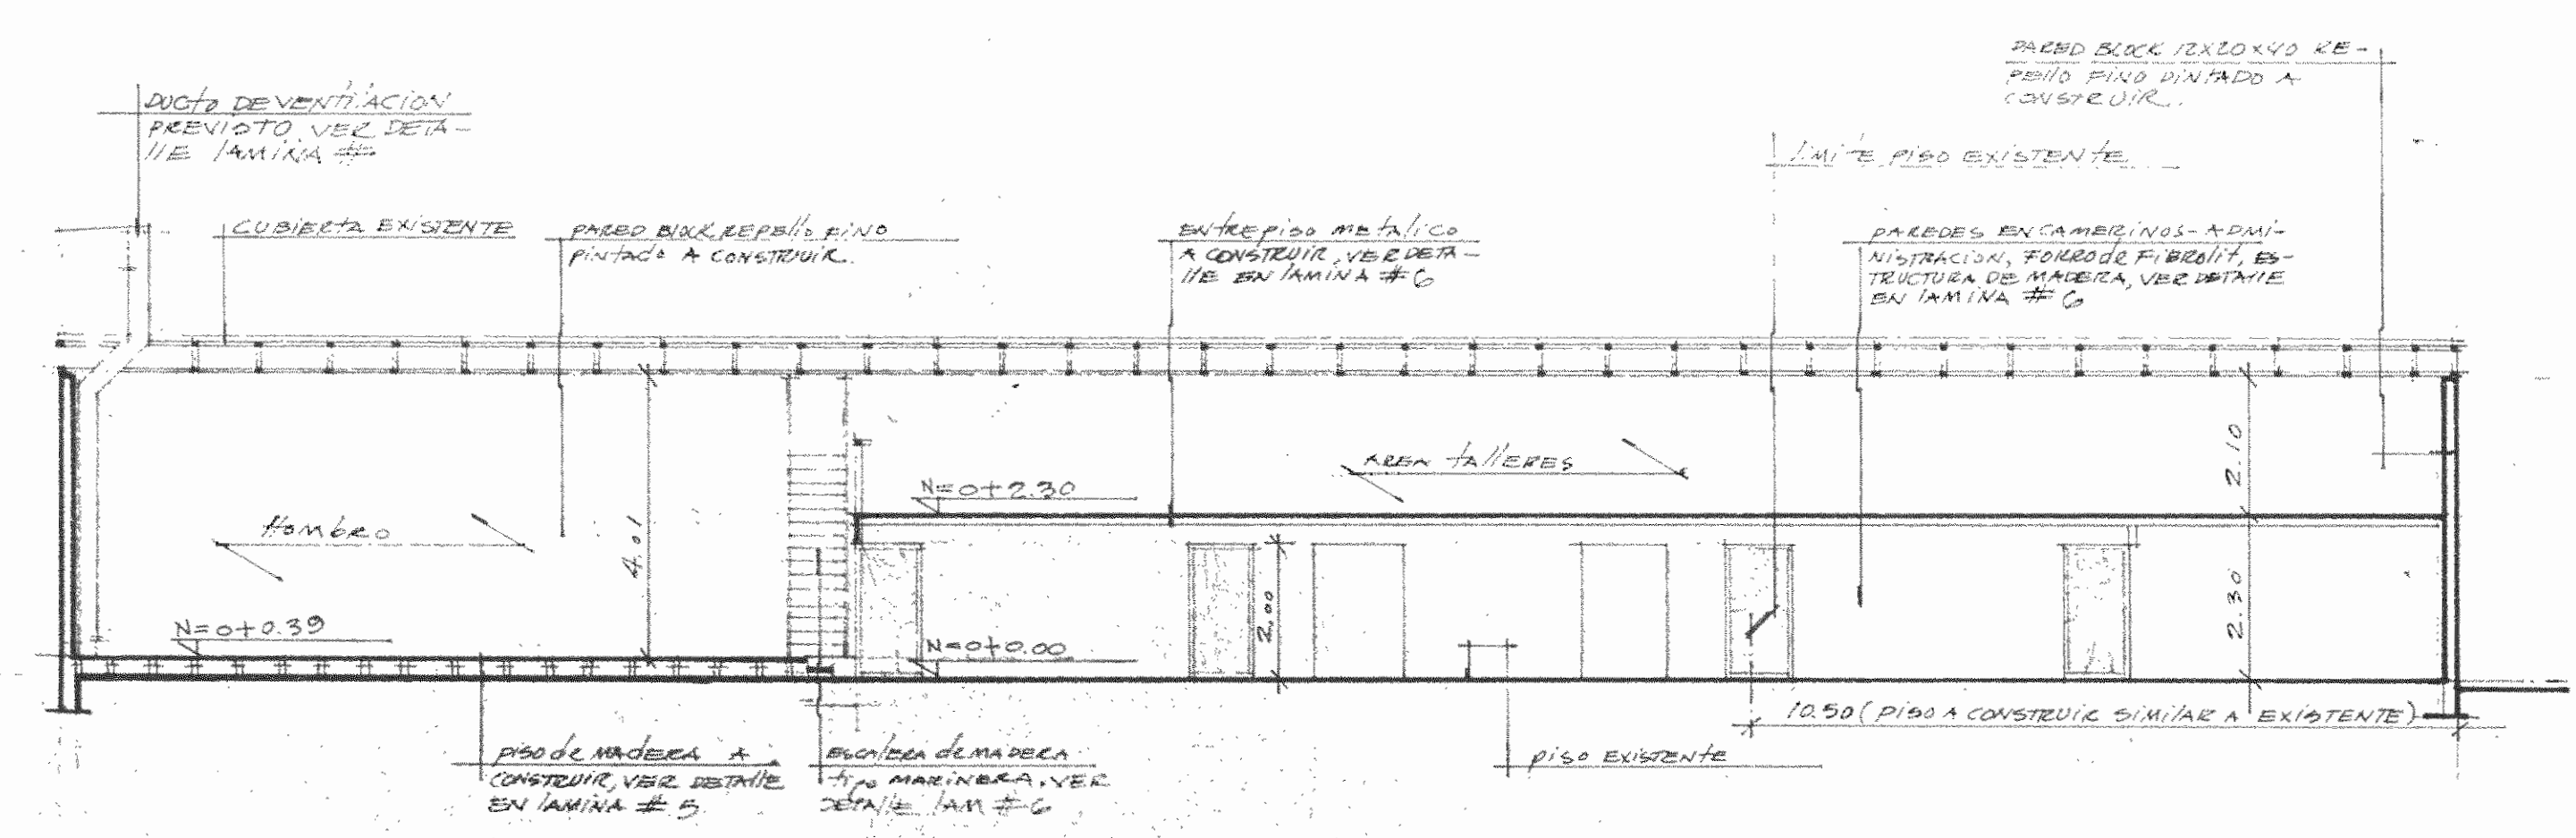 DUCTO DE VENTILACION
PREVISTO, VER DETA-
LLE LAMINA #
CUBIERTA EXISTENTE
PARED BLOCK REPELLO FINO
PINTADO A CONSTRUIR.
ENTREPISO METALICO
A CONSTRUIR, VER DETA-
LLE EN LAMINA #6
LIMITE PISO EXISTENTE
PARED BLOCK 12X20X40 RE-
PELLO FINO PINTADO A
CONSTRUIR.
PAREDES EN CAMERINOS-ADMI-
NISTRACION, FORRO DE FIBROLIT, ES-
TRUCTURA DE MADERA, VER DETALLE
EN LAMINA #6
HOMBRO
4.01
N=0+0.39
N=0+2.30
AREA TALLERES
2.10
N=0+0.00
2.00
2.30
10.50 (PISO A CONSTRUIR SIMILAR A EXISTENTE)
PISO DE MADERA A
CONSTRUIR, VER DETALLE
EN LAMINA #5
ESCALERA DE MADERA
TIPO MARINERA. VER
DETALLE LAM #6
PISO EXISTENTE